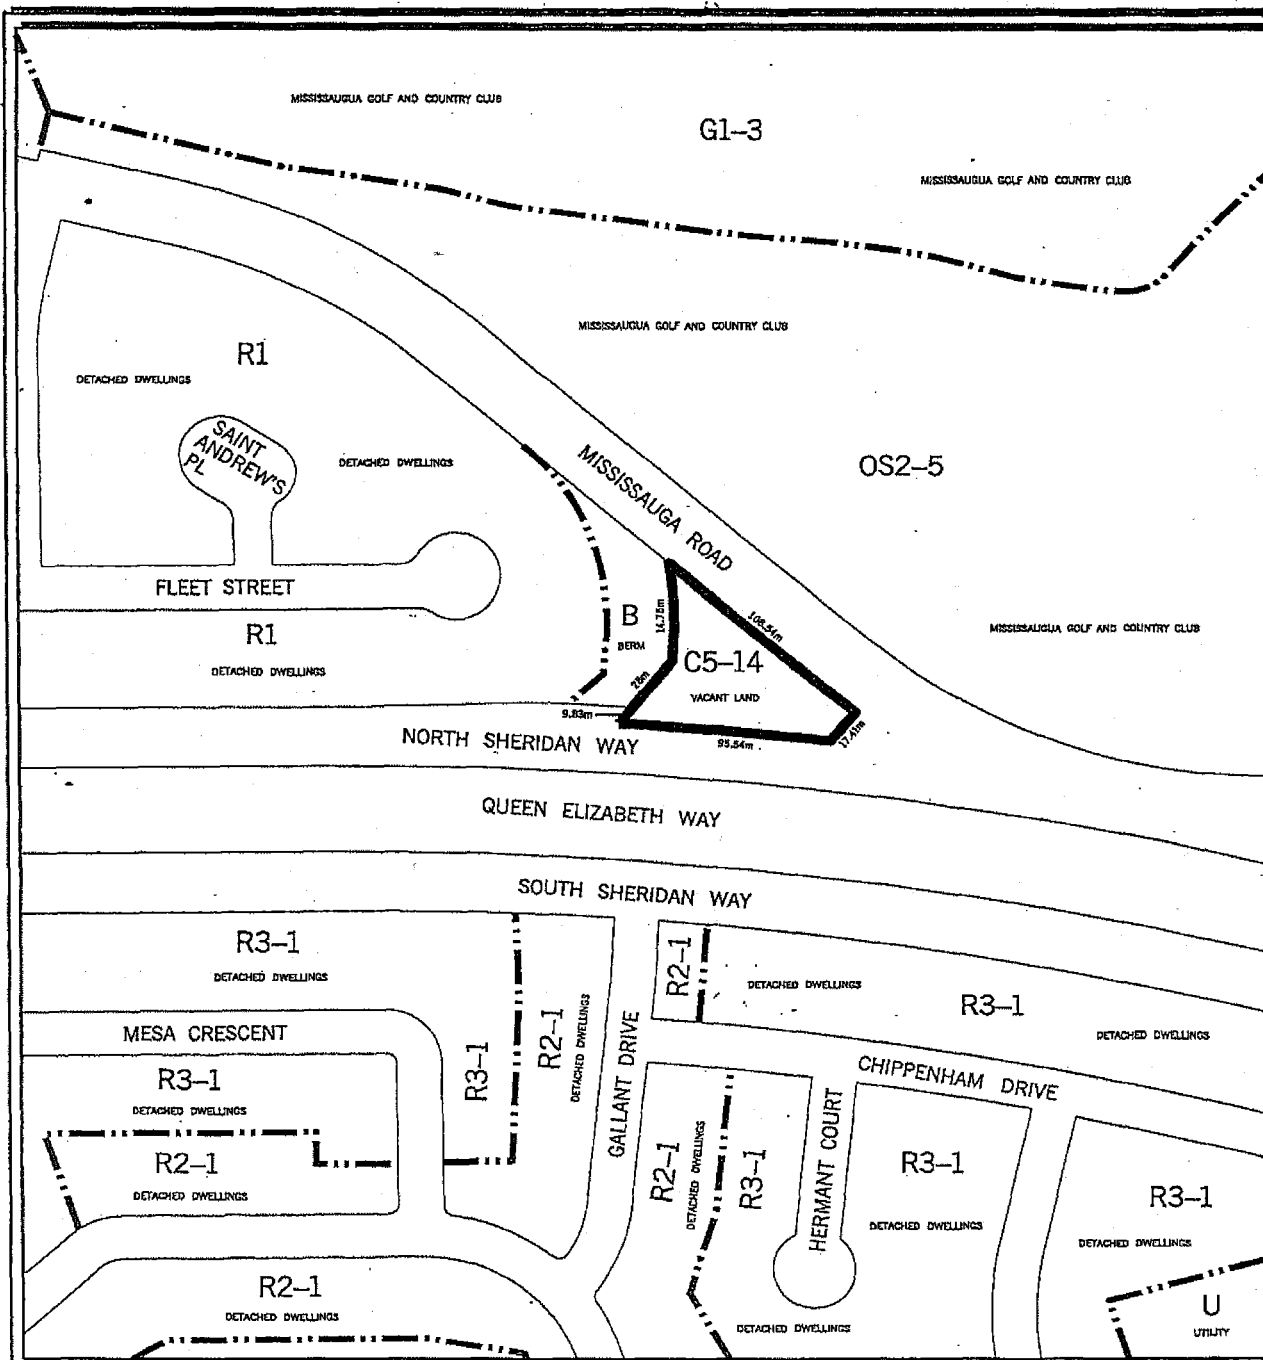 MISSISSAUGUA GOLF AND COUNTRY CLUB
G1-3
MISSISSAUGUA GOLF AND COUNTRY CLUB
MISSISSAUGUA GOLF AND COUNTRY CLUB
R1
DETACHED DWELLINGS
SAINT
ANDREW'S
PL
DETACHED DWELLINGS
MISSISSAUGA ROAD
OS2-5
FLEET STREET
B
BERM
14.75m
108.54m
R1
DETACHED DWELLINGS
MISSISSAUGUA GOLF AND COUNTRY CLUB
C5-14
VACANT LAND
28m
9.83m
95.54m
17.41m
NORTH SHERIDAN WAY
QUEEN ELIZABETH WAY
SOUTH SHERIDAN WAY
R3-1
DETACHED DWELLINGS
R2-1
DETACHED DWELLINGS
R3-1
DETACHED DWELLINGS
MESA CRESCENT
R3-1
R2-1
DETACHED DWELLINGS
GALLANT DRIVE
CHIPPENHAM DRIVE
R3-1
DETACHED DWELLINGS
R2-1
DETACHED DWELLINGS
R2-1
DETACHED DWELLINGS
R3-1
HERMANT COURT
R3-1
DETACHED DWELLINGS
R3-1
DETACHED DWELLINGS
R2-1
DETACHED DWELLINGS
DETACHED DWELLINGS
U
UTILITY